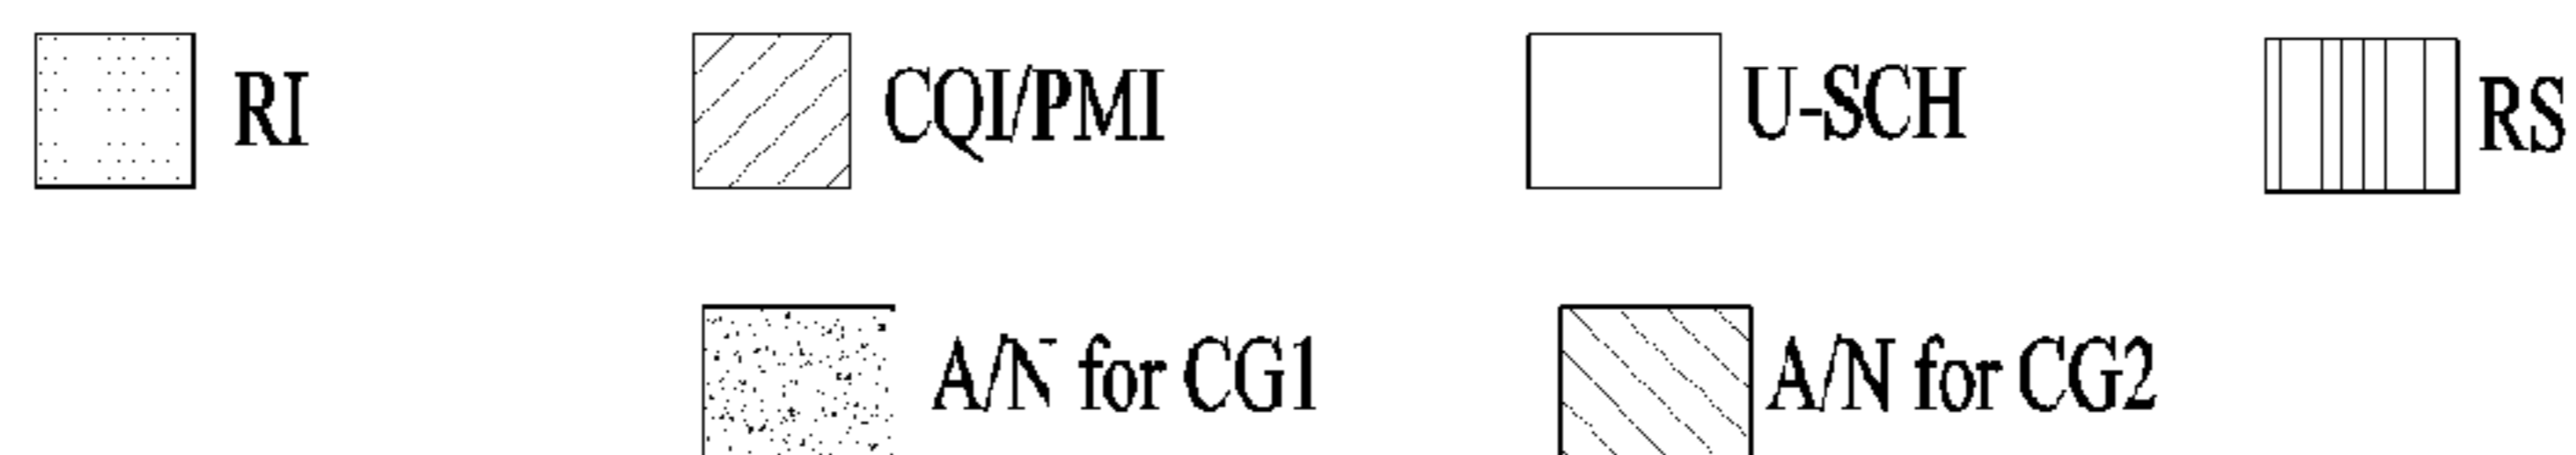 RI CQI/PMI U-SCH RS
A/N for CG1 A/N for CG2